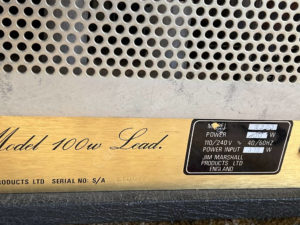 Model 100w Lead.
PRODUCTS LTD SERIAL NO: S/A
POWER W
110/240V % 40/60HZ
POWER INPUT W
JIM MARSHALL
PRODUCTS LTD
ENGLAND